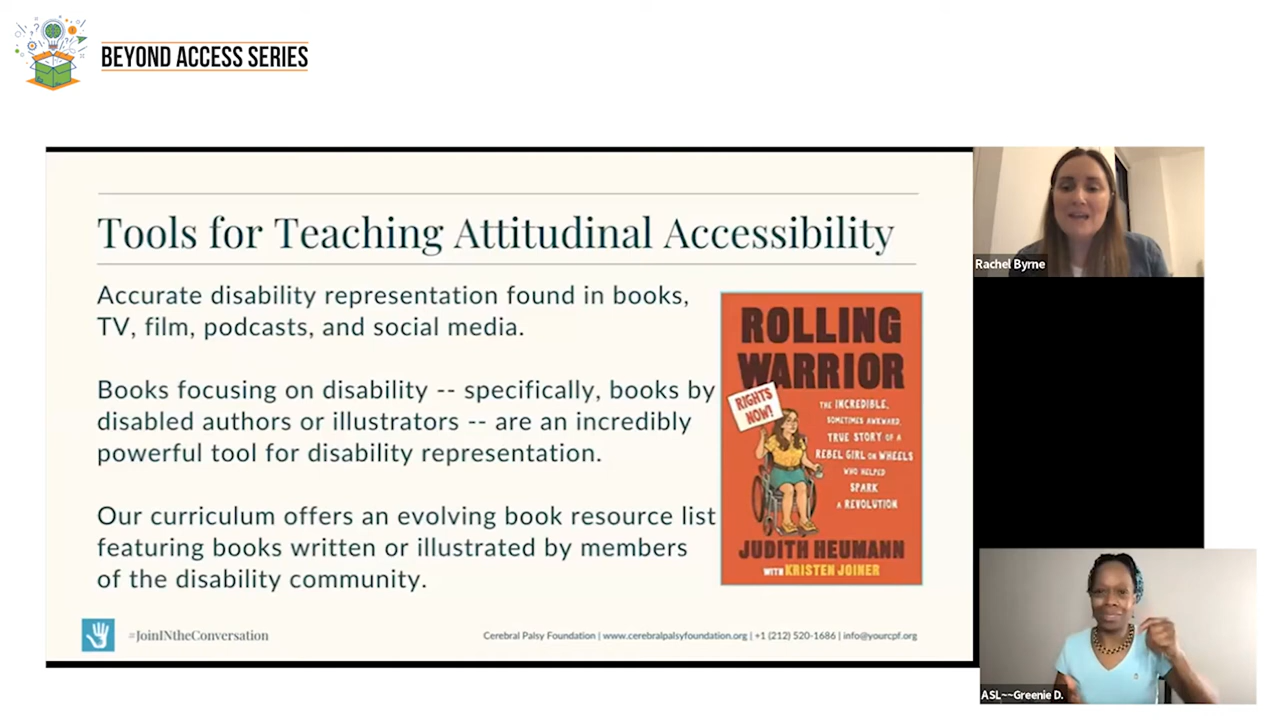 BEYOND ACCESS SERIES
Tools for Teaching Attitudinal Accessibility
Accurate disability representation found in books,
TV, film, podcasts, and social media.
Books focusing on disability -- specifically, books by
disabled authors or illustrators -- are an incredibly
powerful tool for disability representation.
Our curriculum offers an evolving book resource list
featuring books written or illustrated by members
of the disability community.
ROLLING
WARRIOR
RIGHTS
NOW!
THE INCREDIBLE,
SOMETIMES AWKWARD,
TRUE STORY OF A
REBEL GIRL ON WHEELS
WHO HELPED
SPARK
A REVOLUTION
JUDITH HEUMANN
WITH KRISTEN JOINER
#JoinINtheConversation
Cerebral Palsy Foundation | www.cerebralpalsyfoundation.org | +1 (212) 520-1686 | info@yourcpf.org
Rachel Byrne
ASL~~Greenie D.